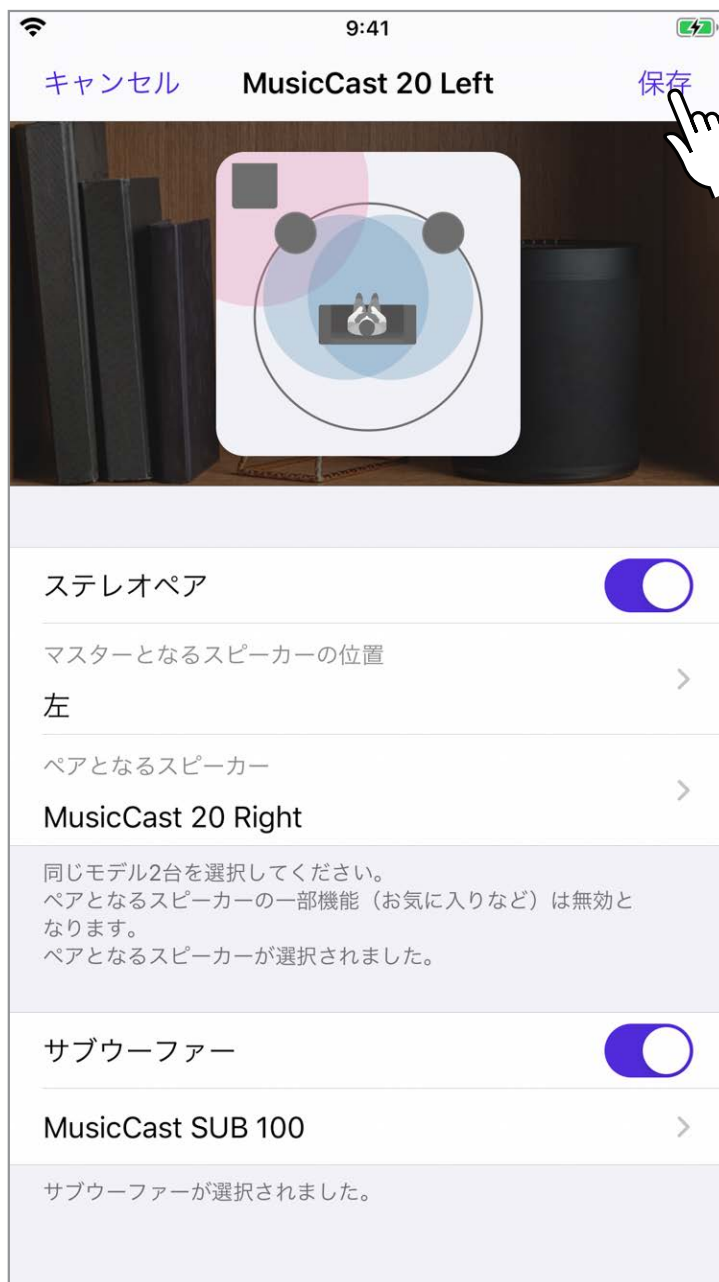 9:41
キャンセル MusicCast 20 Left 保存
ステレオペア
マスターとなるスピーカーの位置
左
ペアとなるスピーカー
MusicCast 20 Right
同じモデル2台を選択してください。
ペアとなるスピーカーの一部機能（お気に入りなど）は無効と
なります。
ペアとなるスピーカーが選択されました。
サブウーファー
MusicCast SUB 100
サブウーファーが選択されました。